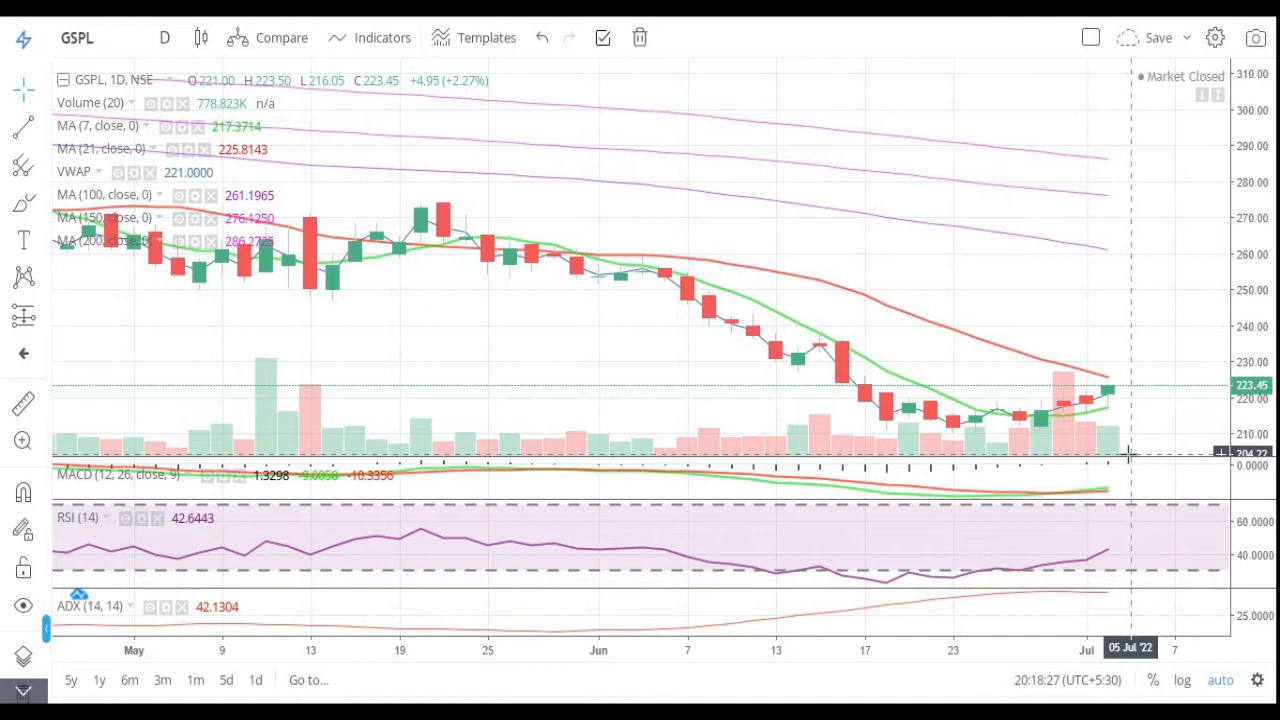 GSPL D Compare Indicators Templates Save
GSPL, 1D, NSE O221.00 H223.50 L216.05 C223.45 +4.95 (+2.27%)
Market Closed
Volume (20) 778.823K n/a
MA (7, close, 0) 217.3714
MA (21, close, 0) 225.8143
VWAP 221.0000
MA (100, close, 0) 261.1965
MA (150, close, 0) 276.1250
MA (200, close, 0)
310.00
300.00
290.00
280.00
270.00
260.00
250.00
240.00
230.00
223.45
220.00
210.00
204.22
MACD (12, 26, close, 9) 1.3298 -10.3356
0.0000
RSI (14) 42.6443
60.0000
40.0000
ADX (14, 14) 42.1304
25.0000
May 9 13 19 25 Jun 7 13 17 23 Jul 05 Jul '22 7
5y 1y 6m 3m 1m 5d 1d Go to... 20:18:27 (UTC+5:30) % log auto